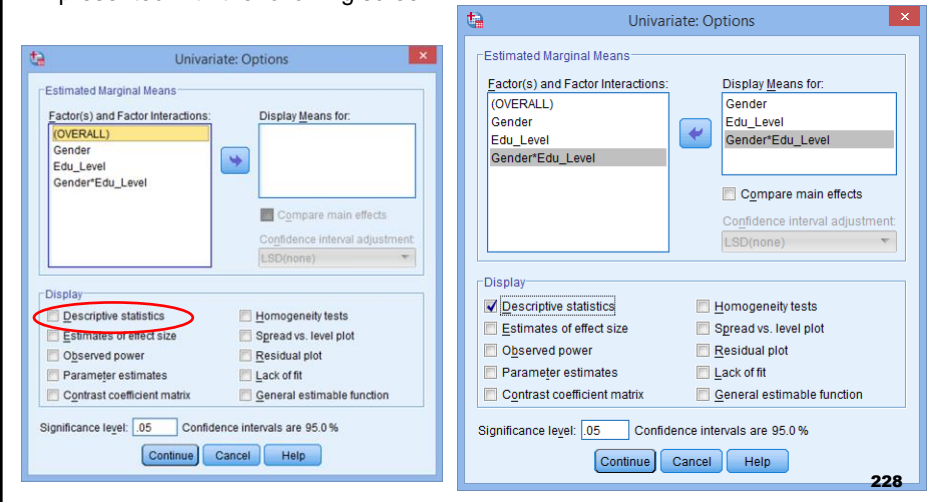 Univariate: Options
Estimated Marginal Means
Factor(s) and Factor Interactions:
Display Means for:
(OVERALL)
Gender
Edu_Level
Gender*Edu_Level
Compare main effects
Confidence interval adjustment:
LSD(none)
Display
Descriptive statistics
Homogeneity tests
Estimates of effect size
Spread vs. level plot
Observed power
Residual plot
Parameter estimates
Lack of fit
Contrast coefficient matrix
General estimable function
Significance level: .05 Confidence intervals are 95.0 %
Continue Cancel Help
Univariate: Options
Estimated Marginal Means
Factor(s) and Factor Interactions:
Display Means for:
(OVERALL)
Gender
Edu_Level
Gender*Edu_Level
Gender
Edu_Level
Gender*Edu_Level
Compare main effects
Confidence interval adjustment:
LSD(none)
Display
Descriptive statistics
Homogeneity tests
Estimates of effect size
Spread vs. level plot
Observed power
Residual plot
Parameter estimates
Lack of fit
Contrast coefficient matrix
General estimable function
Significance level: .05 Confidence intervals are 95.0 %
Continue Cancel Help
228